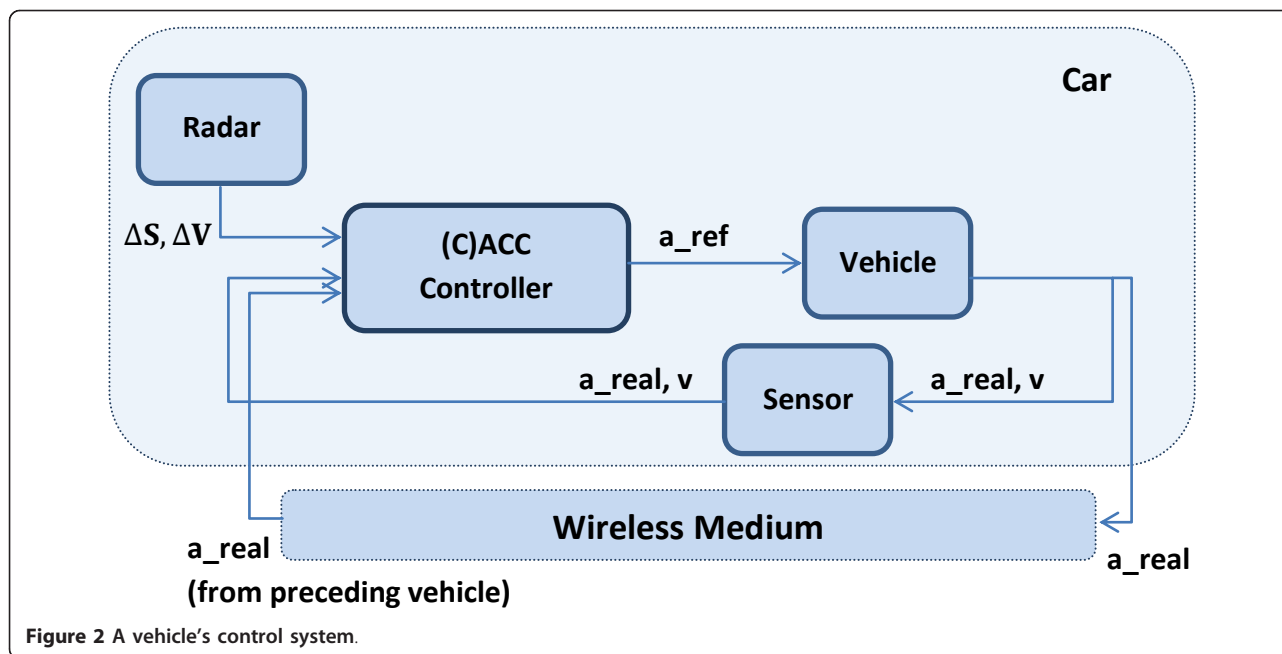 Car
Radar
ΔS, ΔV
(C)ACC
Controller
a_ref
Vehicle
a_real, v
Sensor
a_real, v
Wireless Medium
a_real
(from preceding vehicle)
a_real
Figure 2 A vehicle's control system.